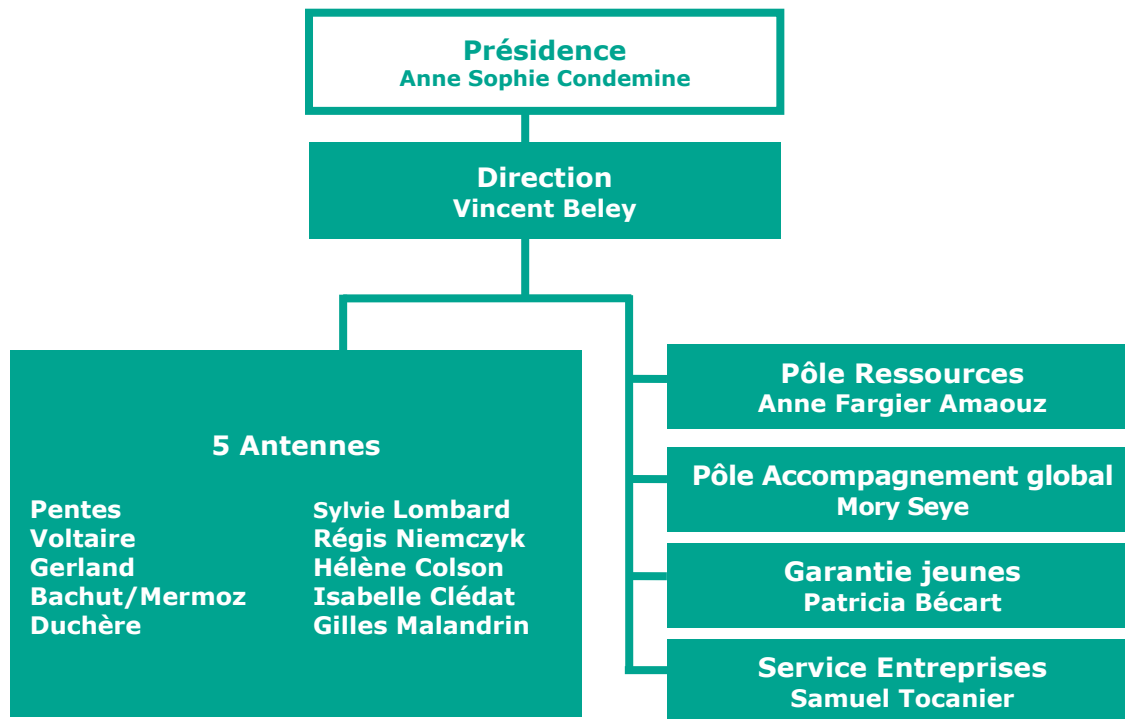 Présidence
Anne Sophie Condemine
Direction
Vincent Beley
5 Antennes
Pentes Sylvie Lombard
Voltaire Régis Niemczyk
Gerland Hélène Colson
Bachut/Mermoz Isabelle Clédat
Duchère Gilles Malandrin
Pôle Ressources
Anne Fargier Amaouz
Pôle Accompagnement global
Mory Seye
Garantie jeunes
Patricia Bécart
Service Entreprises
Samuel Tocanier